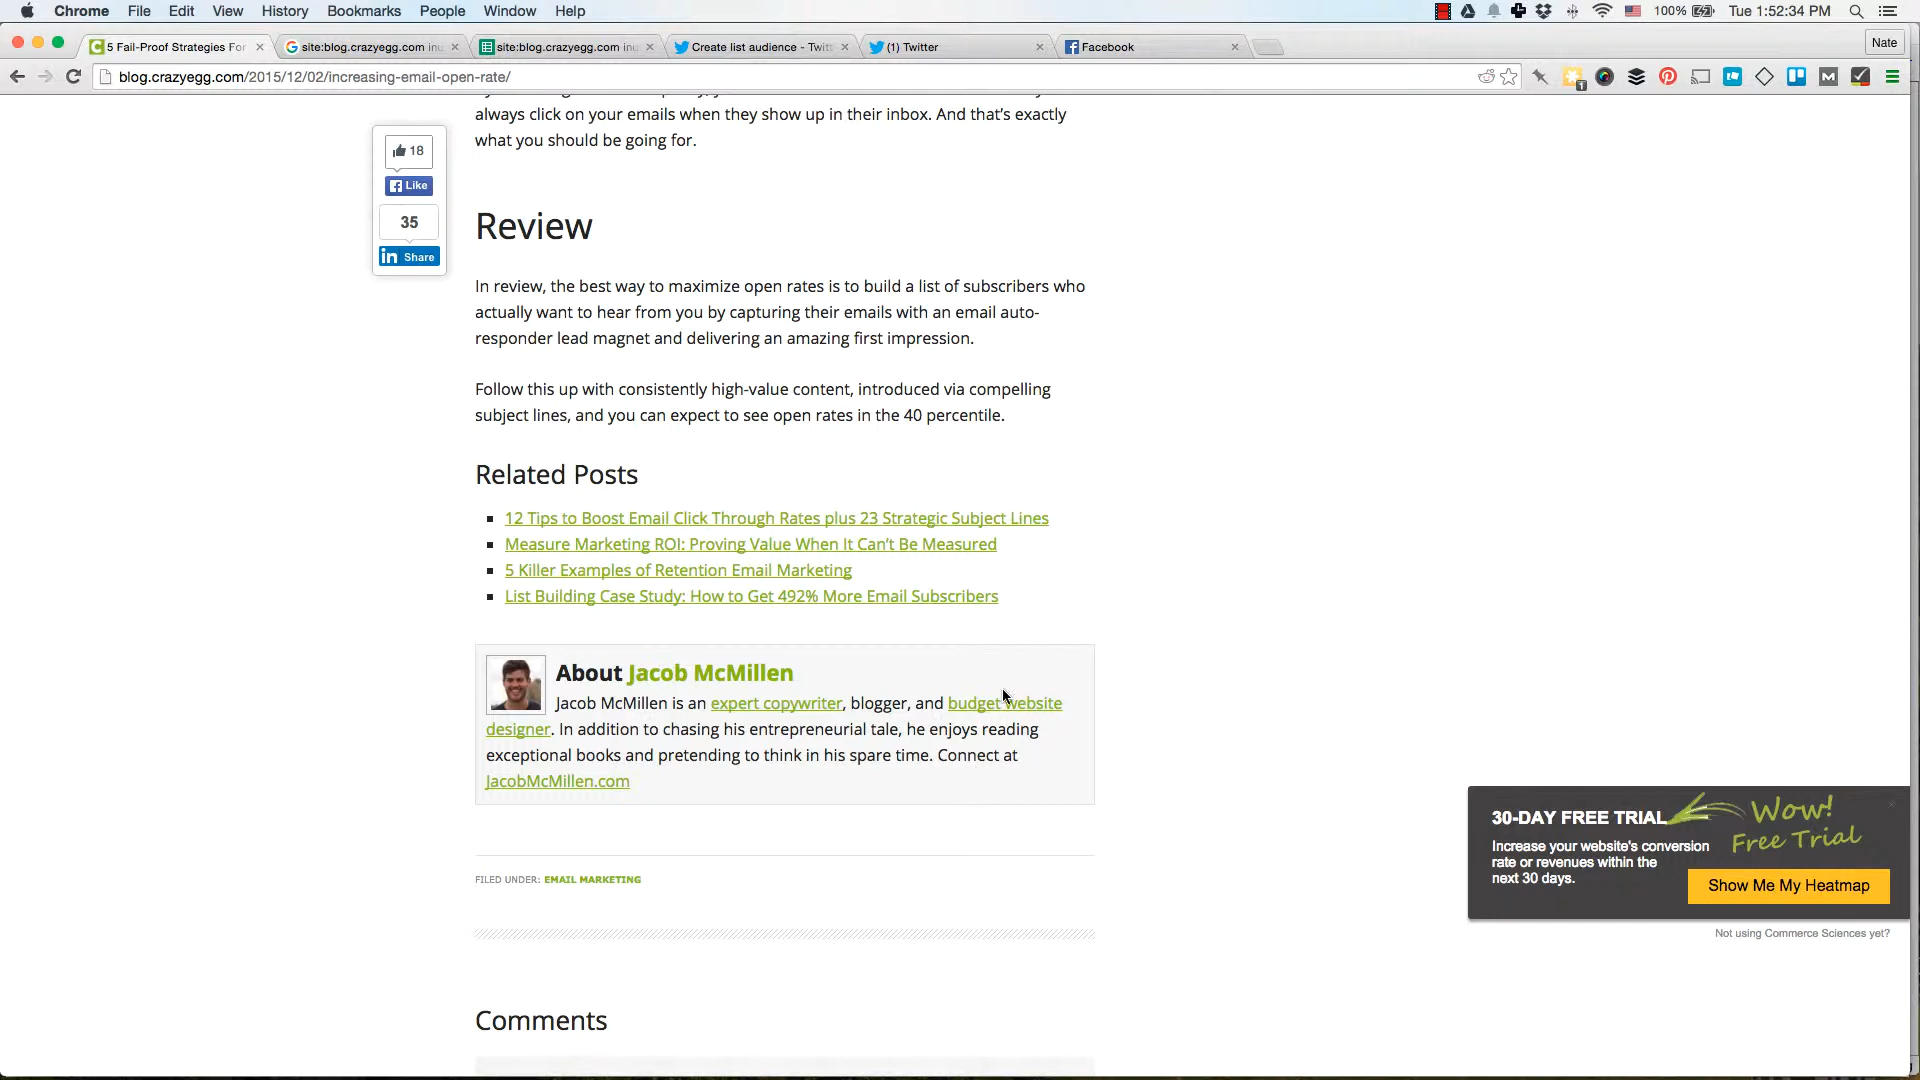 Chrome File Edit View History Bookmarks People Window Help 100% Tue 1:52:34 PM
5 Fail-Proof Strategies For site:blog.crazyegg.com inu site:blog.crazyegg.com inu Create list audience - Twitt (1) Twitter Facebook Nate
blog.crazyegg.com/2015/12/02/increasing-email-open-rate/
always click on your emails when they show up in their inbox. And that's exactly
what you should be going for.
18
Like
35
in Share
Review
In review, the best way to maximize open rates is to build a list of subscribers who
actually want to hear from you by capturing their emails with an email auto-
responder lead magnet and delivering an amazing first impression.
Follow this up with consistently high-value content, introduced via compelling
subject lines, and you can expect to see open rates in the 40 percentile.
Related Posts
12 Tips to Boost Email Click Through Rates plus 23 Strategic Subject Lines
Measure Marketing ROI: Proving Value When It Can't Be Measured
5 Killer Examples of Retention Email Marketing
List Building Case Study: How to Get 492% More Email Subscribers
About Jacob McMillen
Jacob McMillen is an expert copywriter, blogger, and budget website
designer. In addition to chasing his entrepreneurial tale, he enjoys reading
exceptional books and pretending to think in his spare time. Connect at
JacobMcMillen.com
30-DAY FREE TRIAL
Wow!
Free Trial
Increase your website's conversion
rate or revenues within the
next 30 days.
Show Me My Heatmap
Not using Commerce Sciences yet?
FILED UNDER: EMAIL MARKETING
Comments